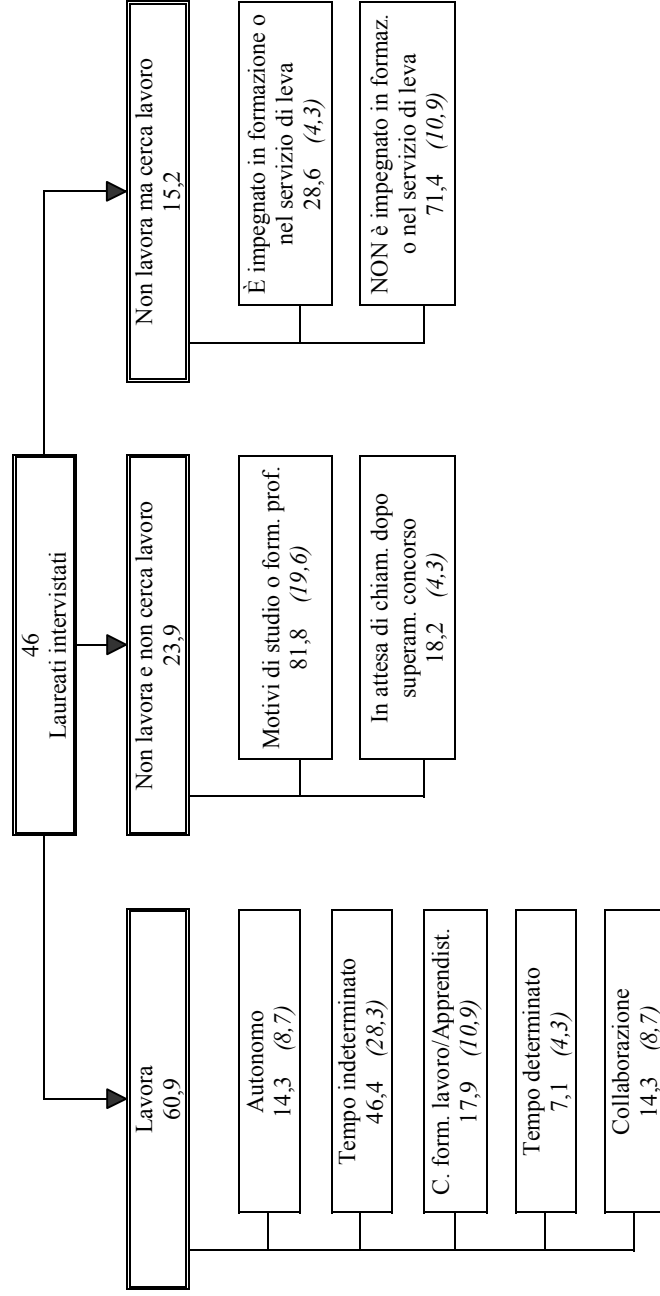 46
Laureati intervistati
Lavora
60,9
Autonomo
14,3 (8,7)
Tempo indeterminato
46,4 (28,3)
C. form. lavoro/Apprendist.
17,9 (10,9)
Tempo determinato
7,1 (4,3)
Collaborazione
14,3 (8,7)
Non lavora e non cerca lavoro
23,9
Motivi di studio o form. prof.
81,8 (19,6)
In attesa di chiam. dopo
superam. concorso
18,2 (4,3)
Non lavora ma cerca lavoro
15,2
È impegnato in formazione o
nel servizio di leva
28,6 (4,3)
NON è impegnato in formaz.
o nel servizio di leva
71,4 (10,9)